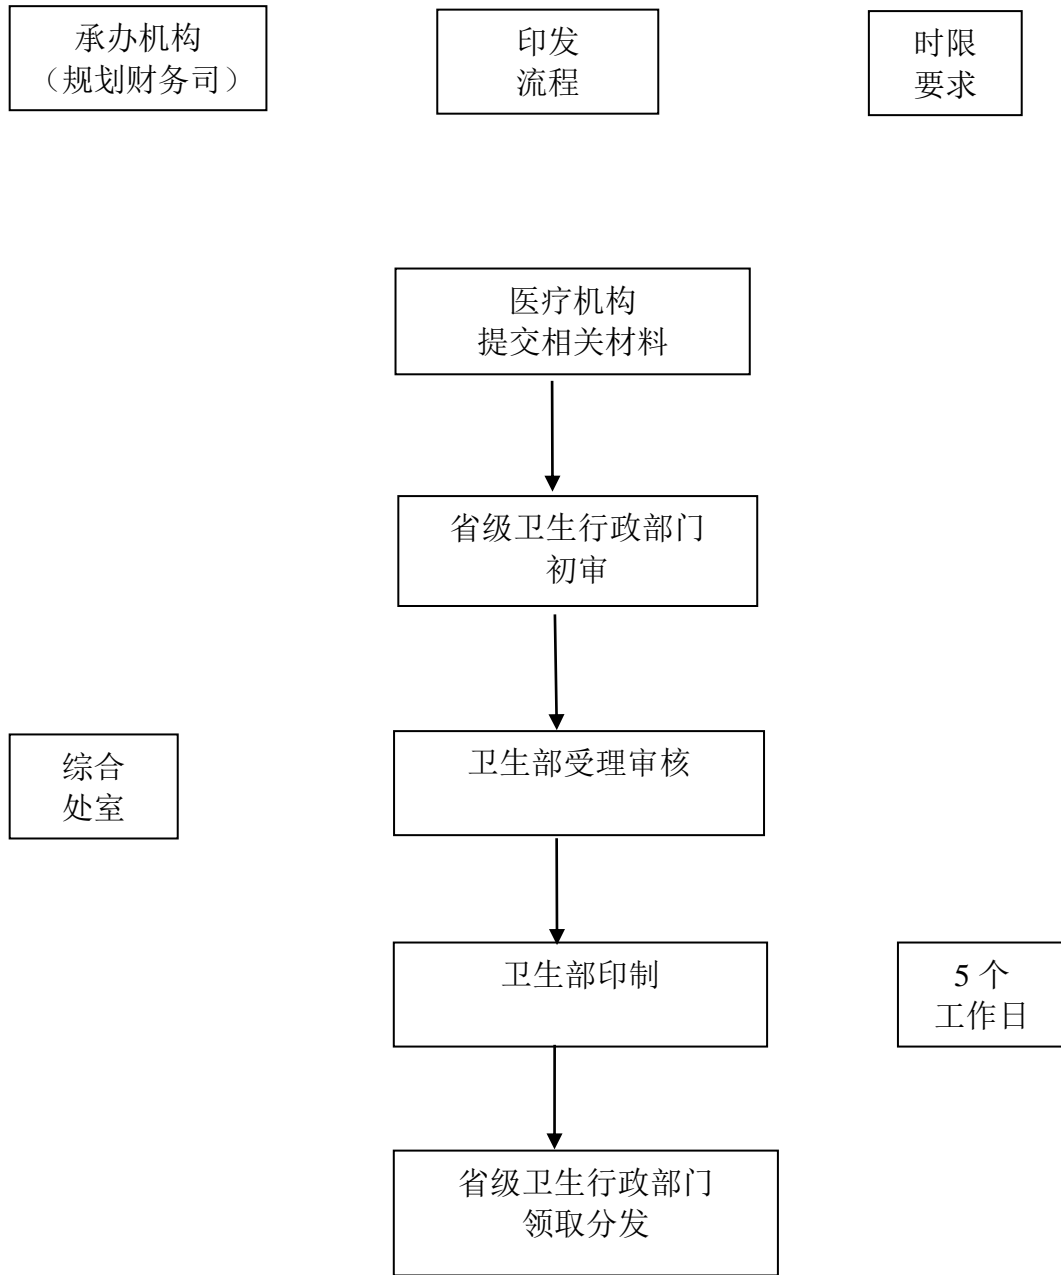 承办机构
（规划财务司）
印发
流程
时限
要求
医疗机构
提交相关材料
省级卫生行政部门
初审
综合
处室
卫生部受理审核
卫生部印制
5 个
工作日
省级卫生行政部门
领取分发